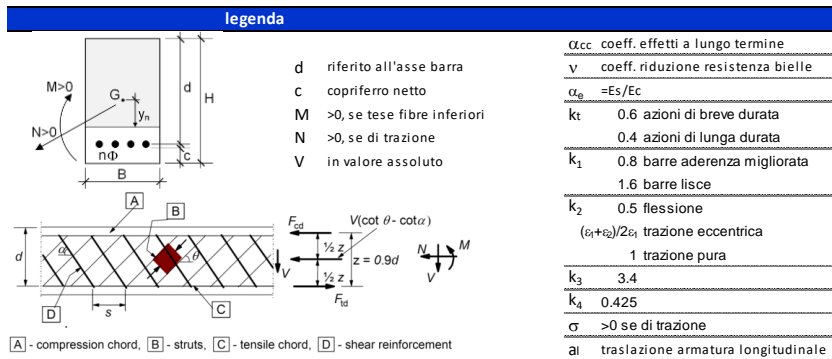 legenda
M>0
G
yn
N>0
nΦ
d
H
c
B
d riferito all'asse barra
c copriferro netto
M >0, se tese fibre inferiori
N >0, se di trazione
V in valore assoluto
A
B
Fcd
V(cot θ - cotα)
d
α
θ
V
½ z
z = 0.9d
½ z
N
M
V
Ftd
D
s
C
A - compression chord, B - struts, C - tensile chord, D - shear reinforcement
αcc coeff. effetti a lungo termine
ν coeff. riduzione resistenza bielle
αe =Es/Ec
kt 0.6 azioni di breve durata
0.4 azioni di lunga durata
k1 0.8 barre aderenza migliorata
1.6 barre lisce
k2 0.5 flessione
(ε1+ε2)/2ε1 trazione eccentrica
1 trazione pura
k3 3.4
k4 0.425
σ >0 se di trazione
al traslazione armatura longitudinale